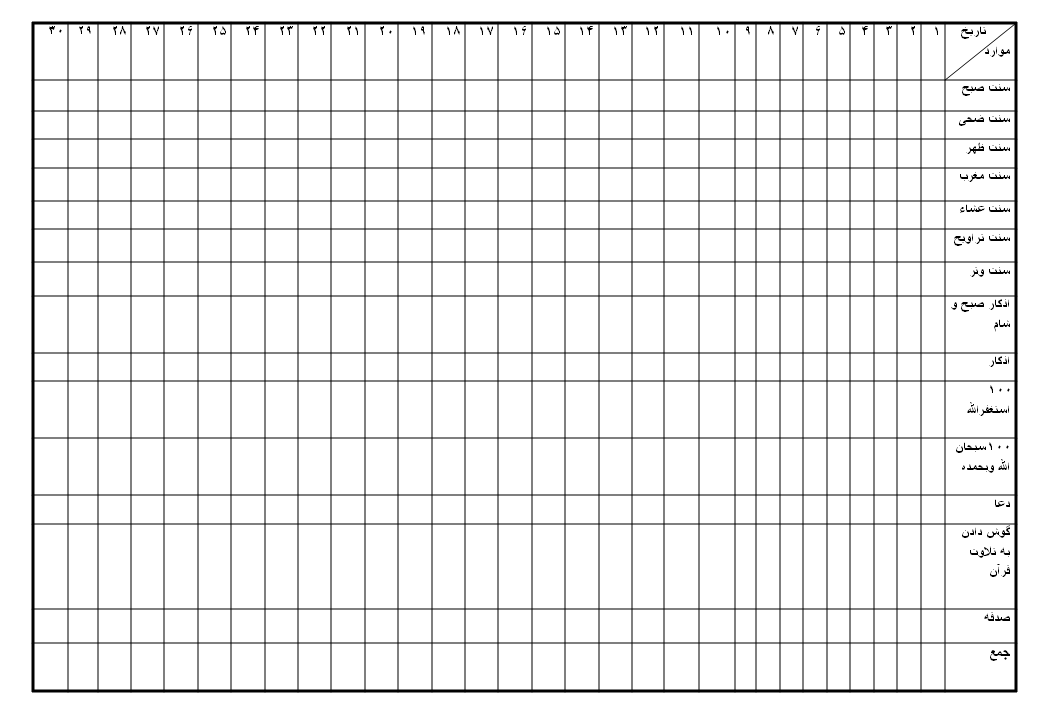 تاریخ ۱ ۲ ۳ ۴ ۵ ۶ ۷ ۸ ۹ ۱۰ ۱۱ ۱۲ ۱۳ ۱۴ ۱۵ ۱۶ ۱۷ ۱۸ ۱۹ ۲۰ ۲۱ ۲۲ ۲۳ ۲۴ ۲۵ ۲۶ ۲۷ ۲۸ ۲۹ ۳۰
موارد
سنت صبح
سنت ضحی
سنت ظهر
سنت مغرب
سنت عشاء
سنت تراویح
سنت وتر
اذکار صبح و
شام
اذکار
۱۰۰
استغفرالله
۱۰۰سبحان
الله وبحمده
دعا
گوش دادن
به تلاوت
قرآن
صدقه
جمع